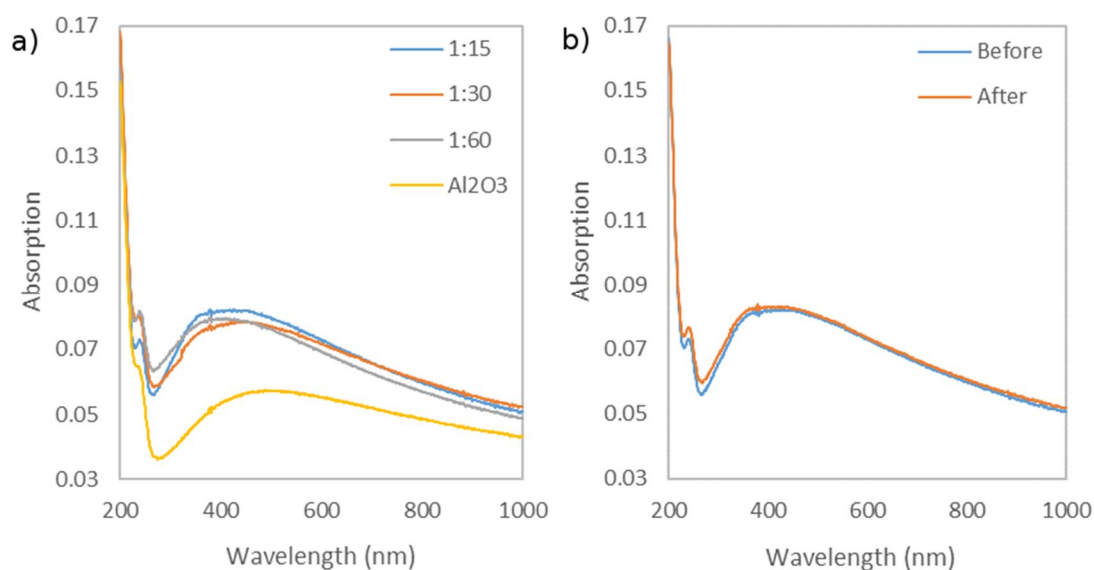 a)
0.17
0.15
0.13
0.11
0.09
0.07
0.05
0.03
Absorption
1:15
1:30
1:60
Al2O3
200 400 600 800 1000
Wavelength (nm)
b)
0.17
0.15
0.13
0.11
0.09
0.07
0.05
0.03
Absorption
Before
After
200 400 600 800 1000
Wavelength (nm)